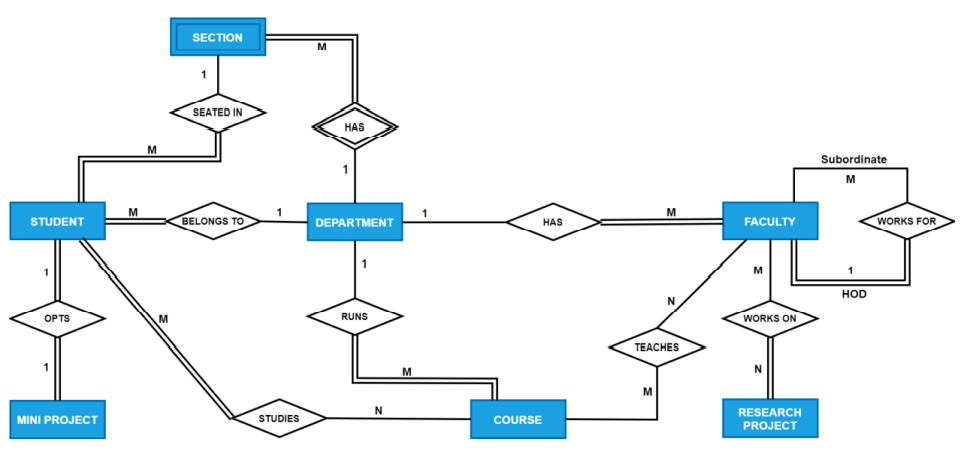 SECTION
M
1
SEATED IN
HAS
M
1
Subordinate
M
STUDENT
M
BELONGS TO
1
DEPARTMENT
1
HAS
M
FACULTY
WORKS FOR
1
1
M
1
HOD
N
OPTS
M
RUNS
WORKS ON
TEACHES
1
M
N
M
MINI PROJECT
STUDIES
N
COURSE
RESEARCH
PROJECT